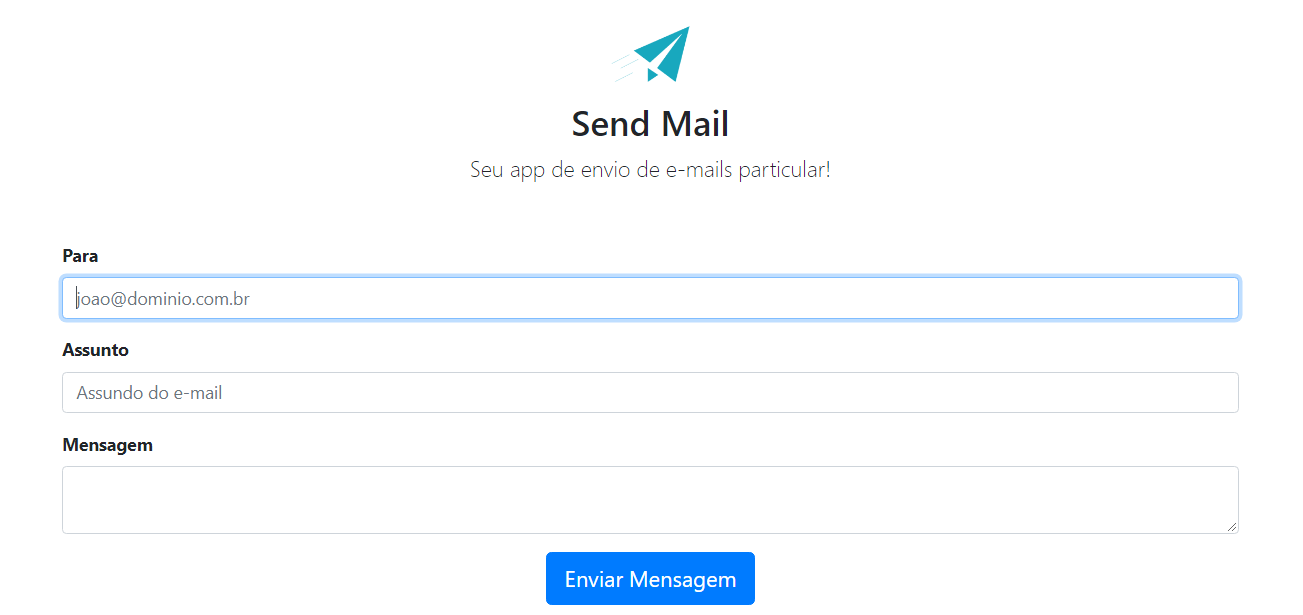 Send Mail
Seu app de envio de e-mails particular!
Para
joao@dominio.com.br
Assunto
Assundo do e-mail
Mensagem
Enviar Mensagem